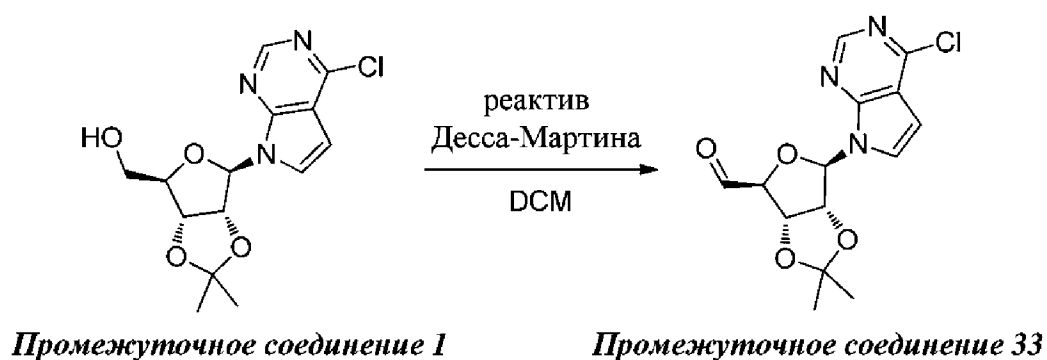 N
N
Cl
N
N
HO
O
O
O
реактив
Десса-Мартина
DCM
N
N
Cl
N
N
O
O
O
O
Промежуточное соединение 1
Промежуточное соединение 33